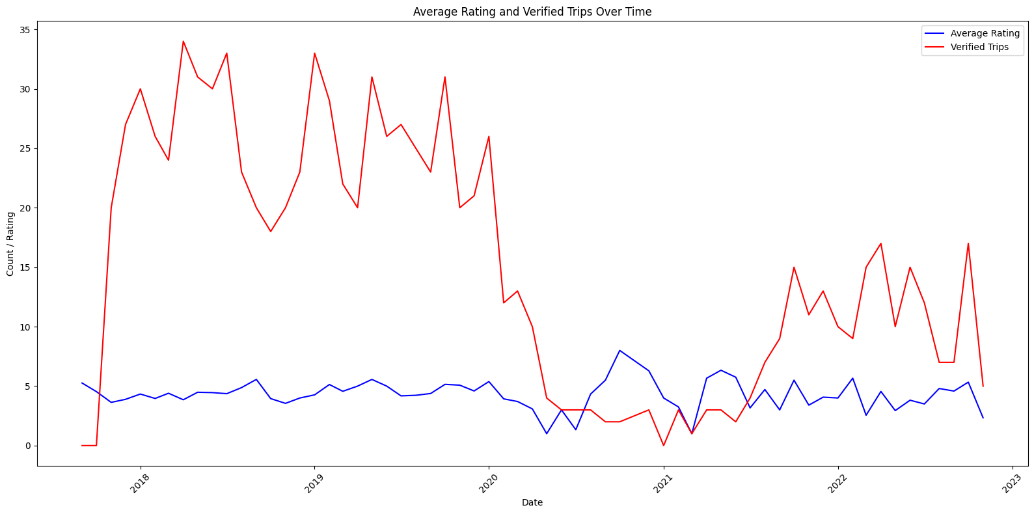 Average Rating and Verified Trips Over Time
Average Rating
Verified Trips
Count / Rating
35
30
25
20
15
10
5
0
2018
2019
2020
2021
2022
2023
Date